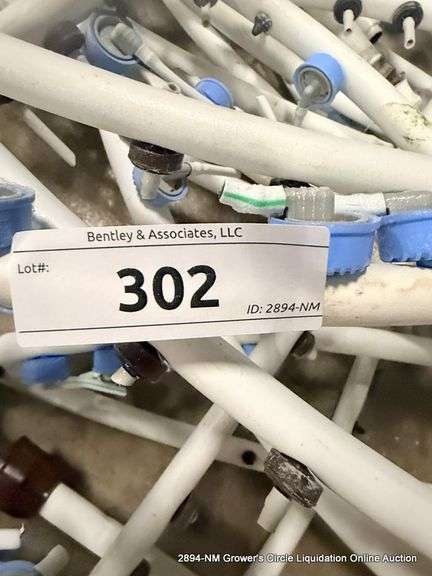 Bentley & Associates, LLC
Lot#:
302
ID: 2894-NM
2894-NM Grower's Circle Liquidation Online Auction